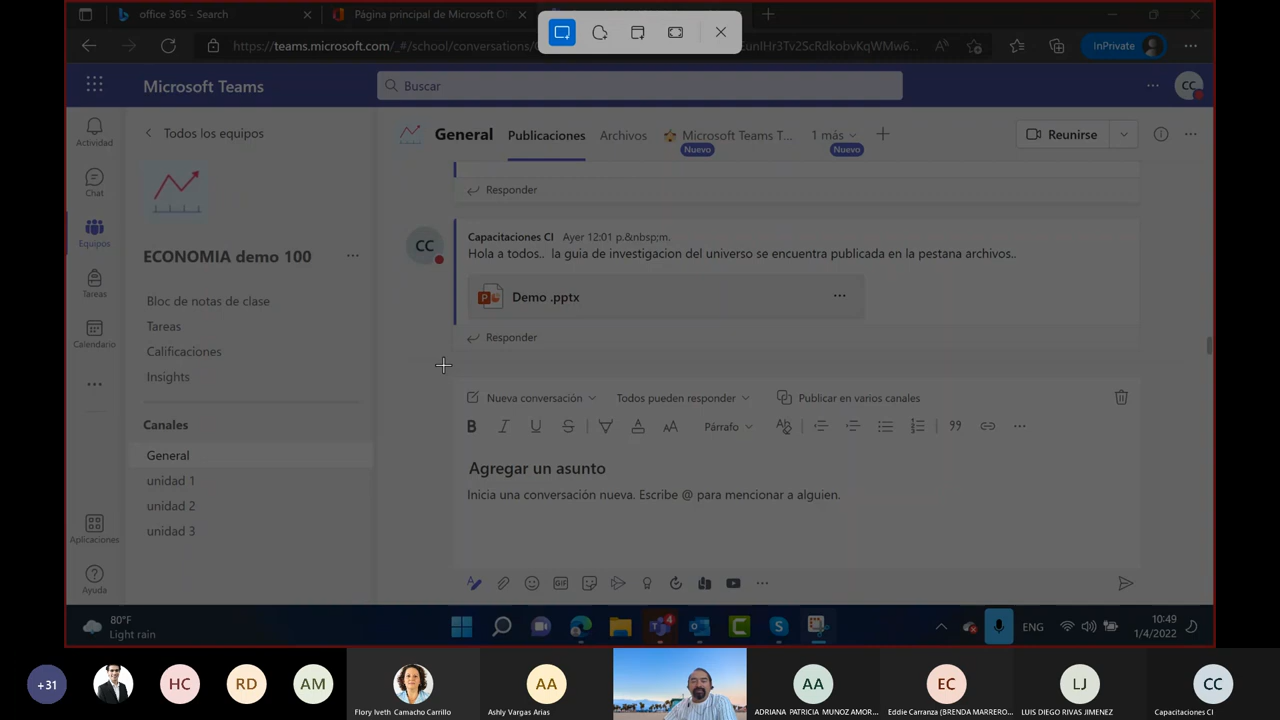 office 365 - Search
Página principal de Microsoft Of
https://teams.microsoft.com/_#/school/conversations/
InPrivate
Microsoft Teams
Buscar
CC
Actividad
Chat
Equipos
Tareas
Calendario
Aplicaciones
Ayuda
Todos los equipos
ECONOMIA demo 100
Bloc de notas de clase
Tareas
Calificaciones
Insights
Canales
General
unidad 1
unidad 2
unidad 3
General
Publicaciones
Archivos
Microsoft Teams T...
Nuevo
1 más
Nuevo
Reunirse
Responder
CC
Capacitaciones CI Ayer 12:01 p.&nbsp;m.
Hola a todos.. la guia de investigacion del universo se encuentra publicada en la pestana archivos..
Demo .pptx
Responder
Nueva conversación
Todos pueden responder
Publicar en varios canales
B I U S
Párrafo
Agregar un asunto
Inicia una conversación nueva. Escribe @ para mencionar a alguien.
GIF
80°F
Light rain
4
ENG
10:49
1/4/2022
+31
HC
RD
AM
Flory Iveth Camacho Carrillo
AA
Ashly Vargas Arias
AA
ADRIANA PATRICIA MUNOZ AMOR...
EC
Eddie Carranza (BRENDA MARRERO...
LJ
LUIS DIEGO RIVAS JIMENEZ
CC
Capacitaciones CI